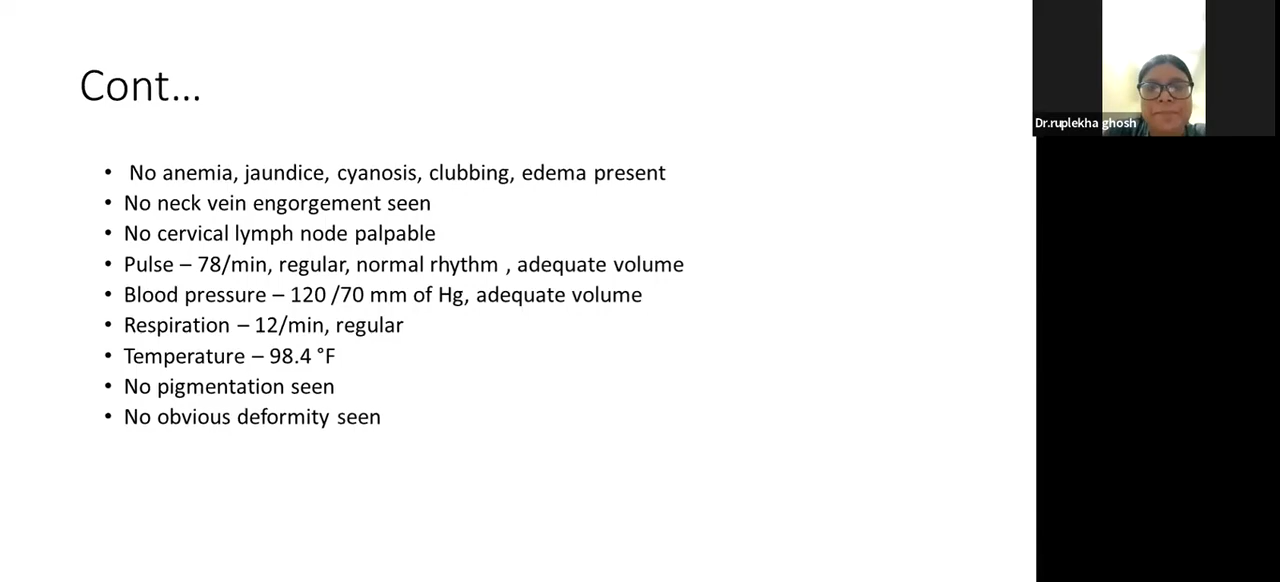 Cont...
• No anemia, jaundice, cyanosis, clubbing, edema present
• No neck vein engorgement seen
• No cervical lymph node palpable
• Pulse – 78/min, regular, normal rhythm , adequate volume
• Blood pressure – 120 /70 mm of Hg, adequate volume
• Respiration – 12/min, regular
• Temperature – 98.4 °F
• No pigmentation seen
• No obvious deformity seen
Dr.ruplekha ghosh